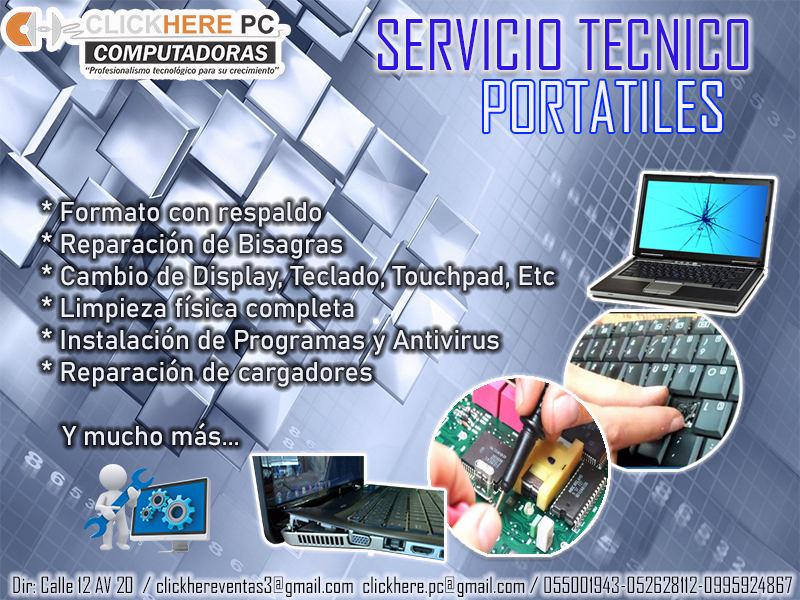 CLICKHERE PC
COMPUTADORAS
"Profesionalismo tecnológico para su crecimiento"
SERVICIO TECNICO
PORTATILES
* Formato con respaldo
* Reparación de Bisagras
* Cambio de Display, Teclado, Touchpad, Etc
* Limpieza física completa
* Instalación de Programas y Antivirus
* Reparación de cargadores
Y mucho más...
Dir: Calle 12 AV 20 / clickhereventas3@gmail.com clickhere.pc@gmail.com / 055001943-052628112-0995924867